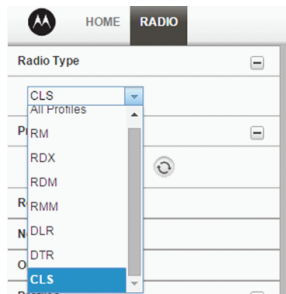 HOME RADIO
Radio Type
CLS
All Profiles
RM
RDX
RDM
RMM
DLR
DTR
CLS